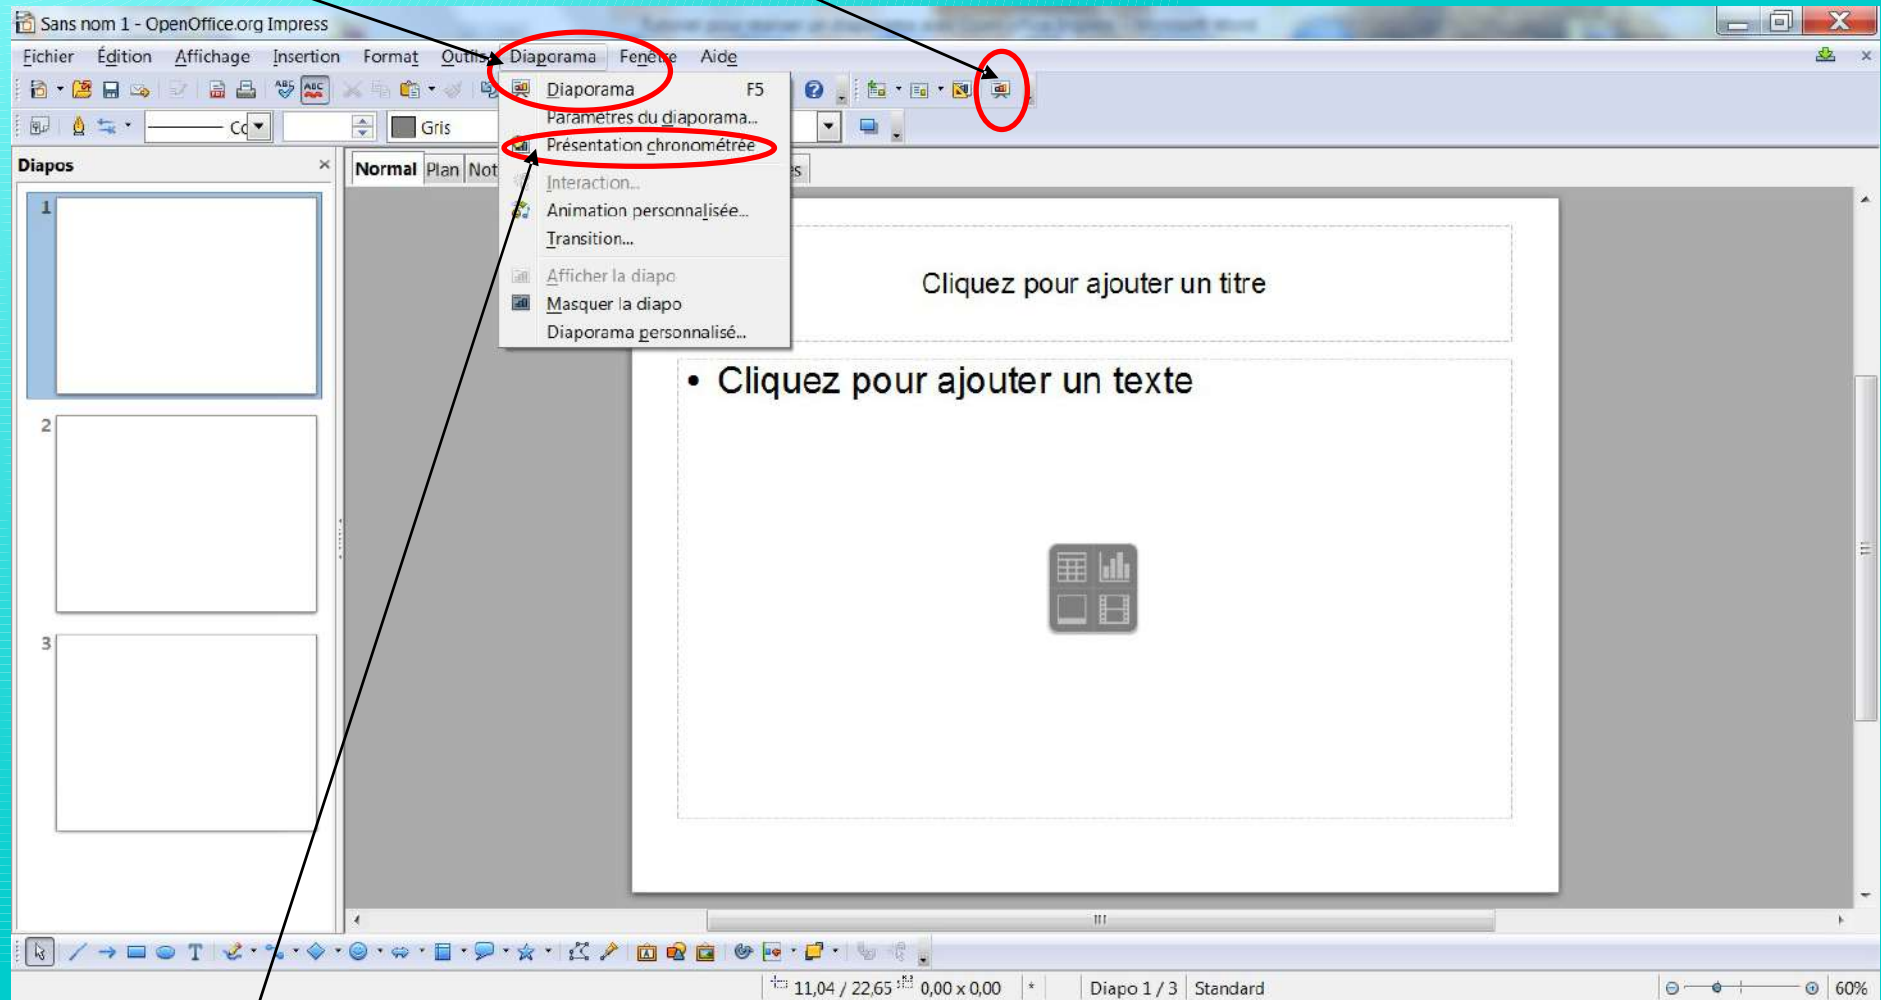 Sans nom 1 - OpenOffice.org Impress
Fichier Édition Affichage Insertion Format Outils Diaporama Fenêtre Aide
Diaporama F5
Paramètres du diaporama...
Gris
Présentation chronométrée
Diapos
Normal Plan Not
es
Interaction...
Animation personnalisée...
Transition...
Afficher la diapo
Masquer la diapo
Diaporama personnalisé...
1
2
3
Cliquez pour ajouter un titre
• Cliquez pour ajouter un texte
11,04 / 22,65 0,00 x 0,00 * Diapo 1 / 3 Standard 60%